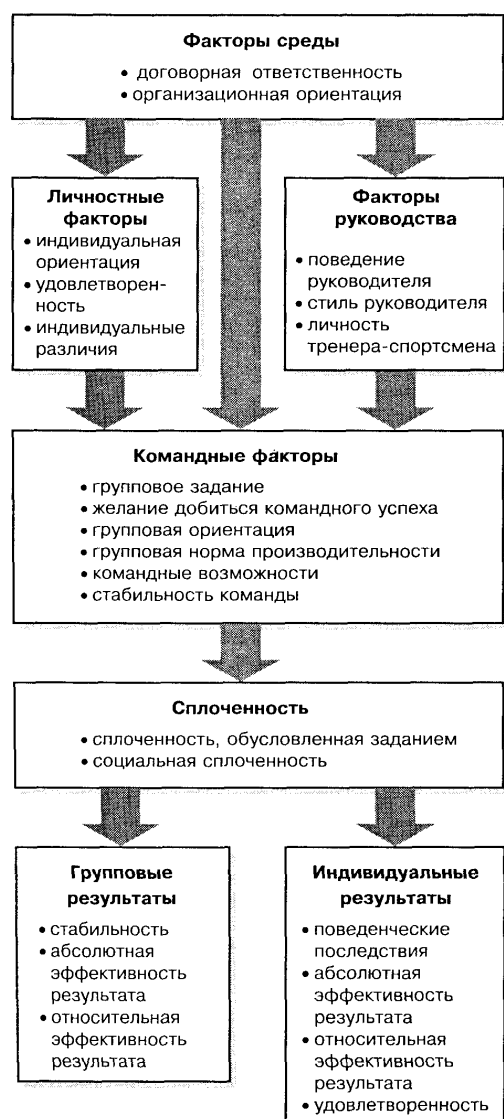 Факторы среды
• договорная ответственность
• организационная ориентация
Личностные
факторы
• индивидуальная
ориентация
• удовлетворен-
ность
• индивидуальные
различия
Факторы
руководства
• поведение
руководителя
• стиль руководителя
• личность
тренера-спортсмена
Командные факторы
• групповое задание
• желание добиться командного успеха
• групповая ориентация
• групповая норма производительности
• командные возможности
• стабильность команды
Сплоченность
• сплоченность, обусловленная заданием
• социальная сплоченность
Групповые
результаты
• стабильность
• абсолютная
эффективность
результата
• относительная
эффективность
результата
Индивидуальные
результаты
• поведенческие
последствия
• абсолютная
эффективность
результата
• относительная
эффективность
результата
• удовлетворенность